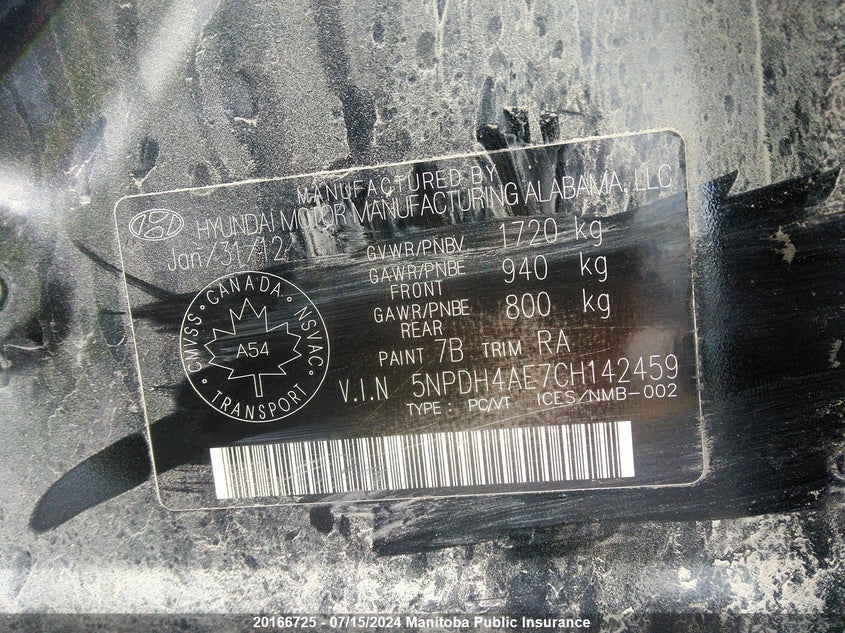 MANUFACTURED BY
HYUNDAI MOTOR MANUFACTURING ALABAMA, LLC
Jan/31/12
GVWR/PNBV 1720 kg
GAWR/PNBE FRONT 940 kg
GAWR/PNBE REAR 800 kg
PAINT 7B TRIM RA
V.I.N 5NPDH4AE7CH142459
TYPE : PC/VT ICES/NMB-002
CANADA • NSVAC • TRANSPORT • CMVSS •
A54
20166725 - 07/15/2024 Manitoba Public Insurance